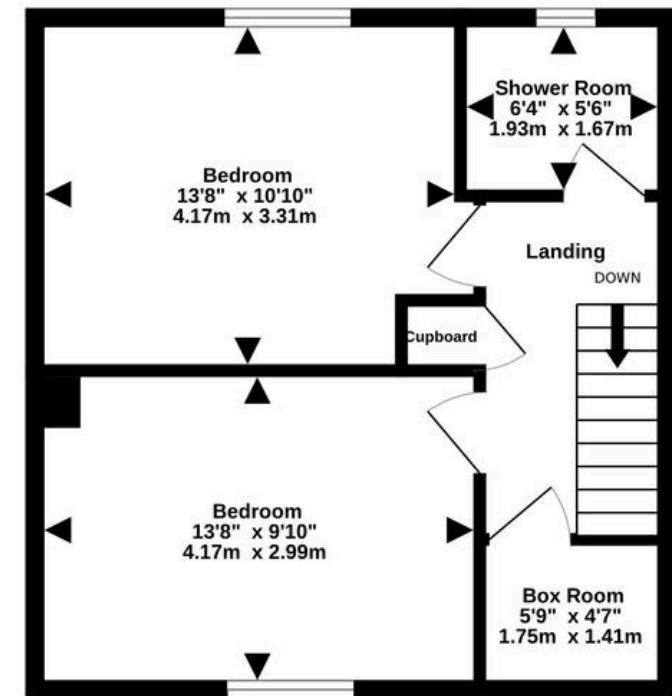 Shower Room
6'4" x 5'6"
1.93m x 1.67m
Bedroom
13'8" x 10'10"
4.17m x 3.31m
Landing
DOWN
Cupboard
Bedroom
13'8" x 9'10"
4.17m x 2.99m
Box Room
5'9" x 4'7"
1.75m x 1.41m